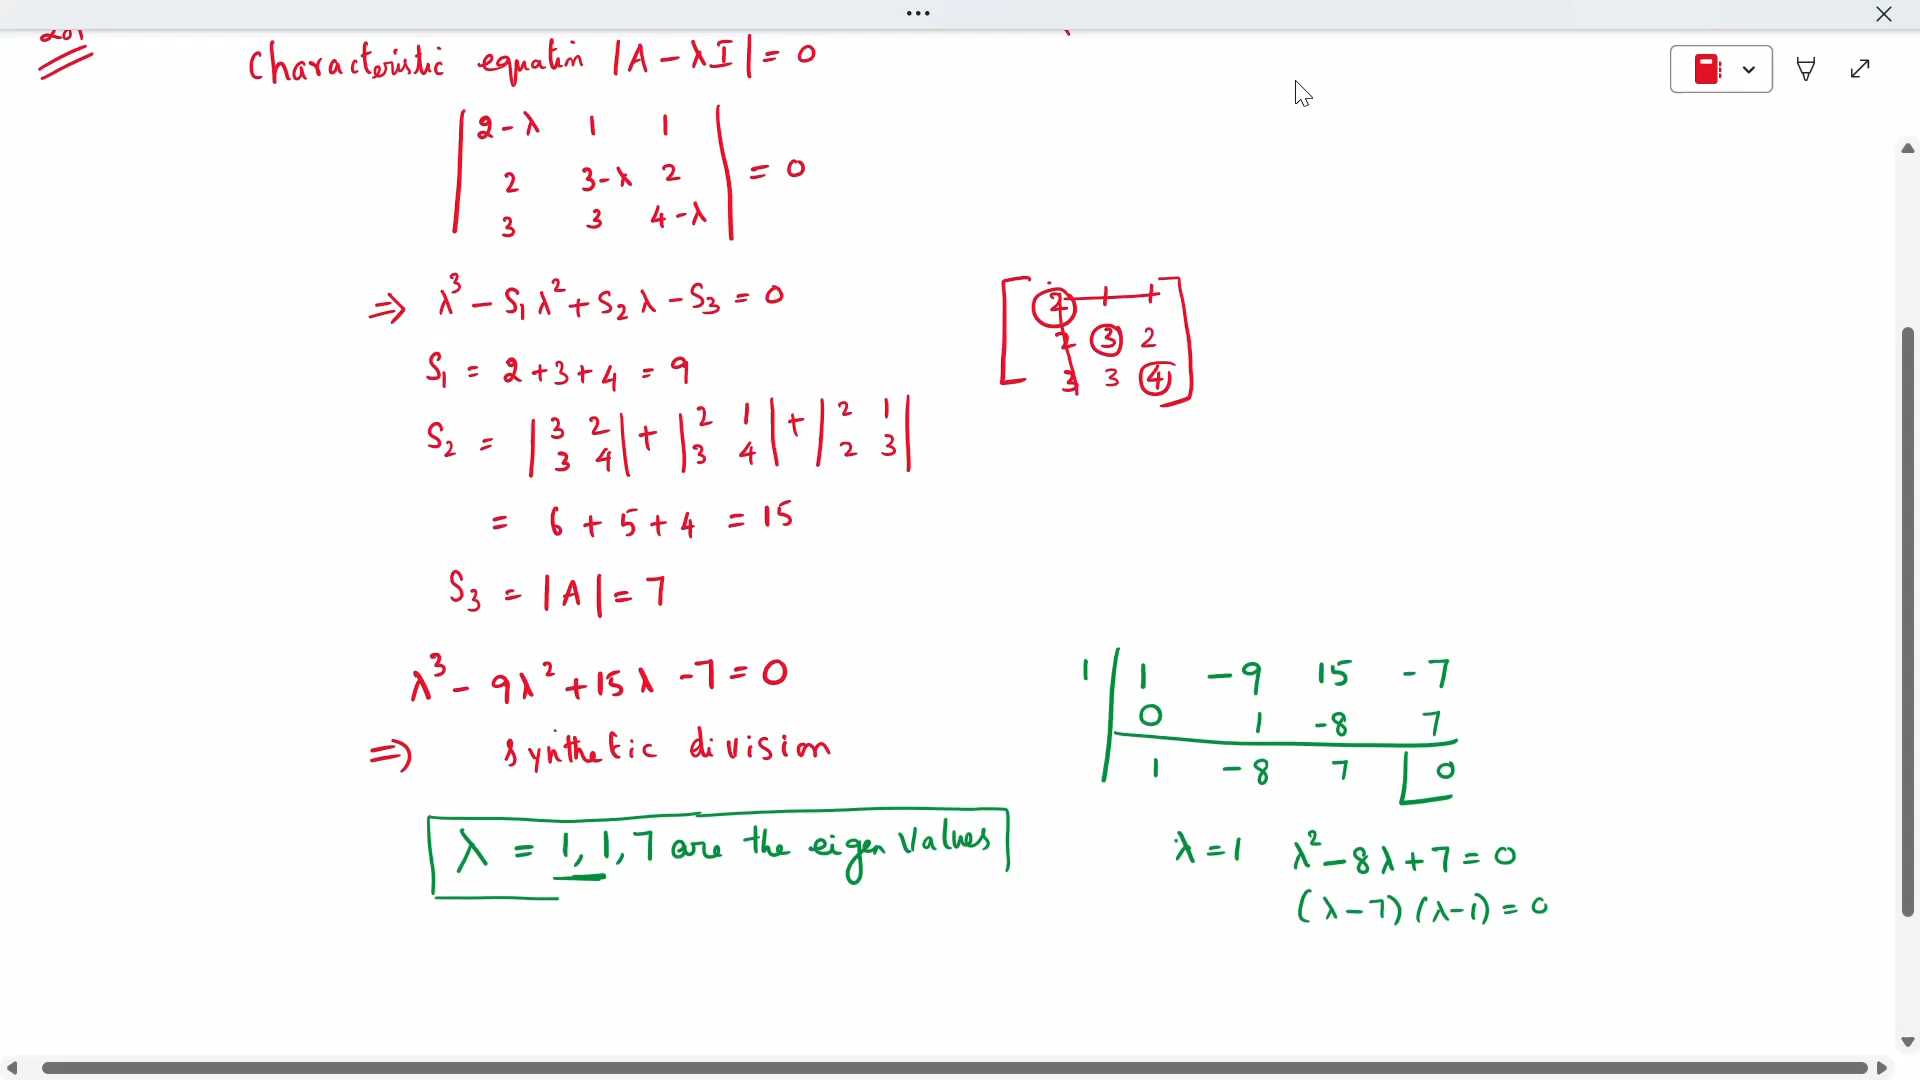 Characteristic equatin |A - λI| = 0
| 2-λ 1 1 |
| 2 3-λ 2 | = 0
| 3 3 4-λ |
⇒ λ³ - S₁λ² + S₂λ - S₃ = 0
[ 2 1 1
2 3 2
3 3 4 ]
S₁ = 2+3+4 = 9
S₂ = | 3 2 | + | 2 1 | + | 2 1 |
| 3 4 | | 3 4 | | 2 3 |
= 6 + 5 + 4 = 15
S₃ = |A| = 7
λ³ - 9λ² + 15λ - 7 = 0
⇒ synthetic division
1 | 1 -9 15 -7
0 1 -8 7
1 -8 7 | 0
λ = 1, 1, 7 are the eigen values
λ = 1 λ² - 8λ + 7 = 0
(λ-7) (λ-1) = 0